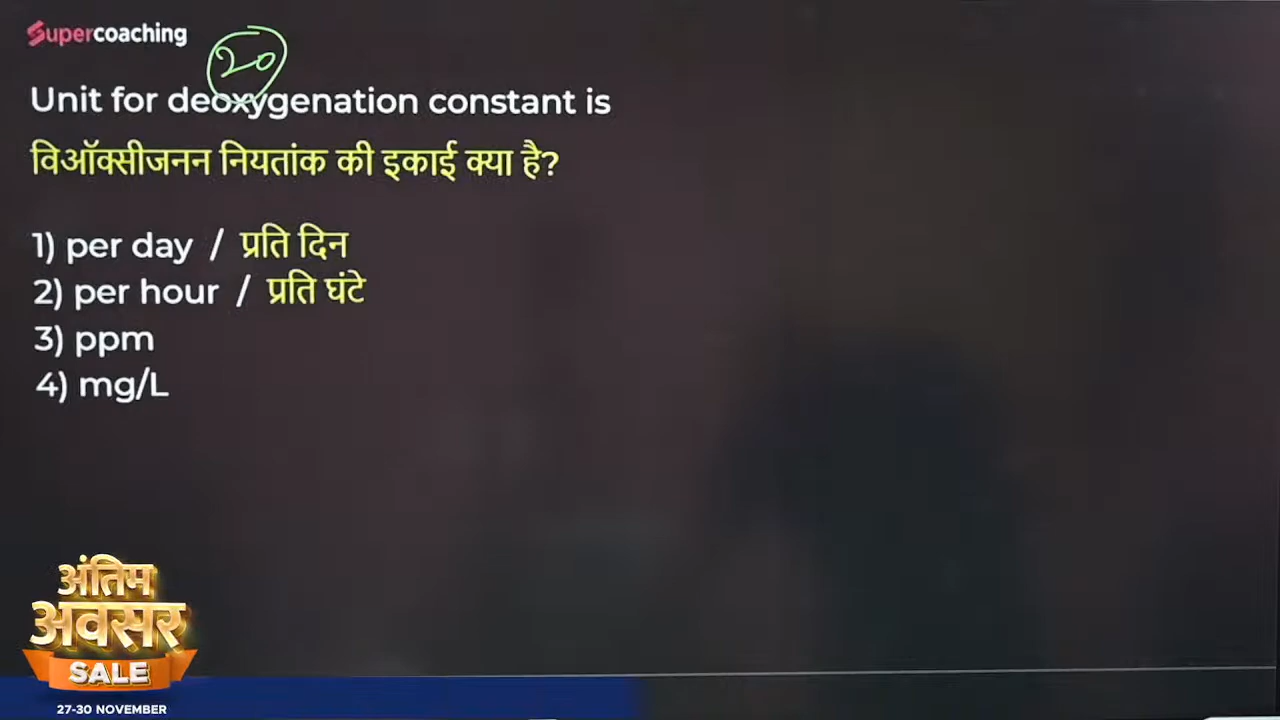 Supercoaching
20
Unit for deoxygenation constant is
विऑक्सीजनन नियतांक की इकाई क्या है?
1) per day / प्रति दिन
2) per hour / प्रति घंटे
3) ppm
4) mg/L
अंतिम
अवसर
SALE
27-30 NOVEMBER